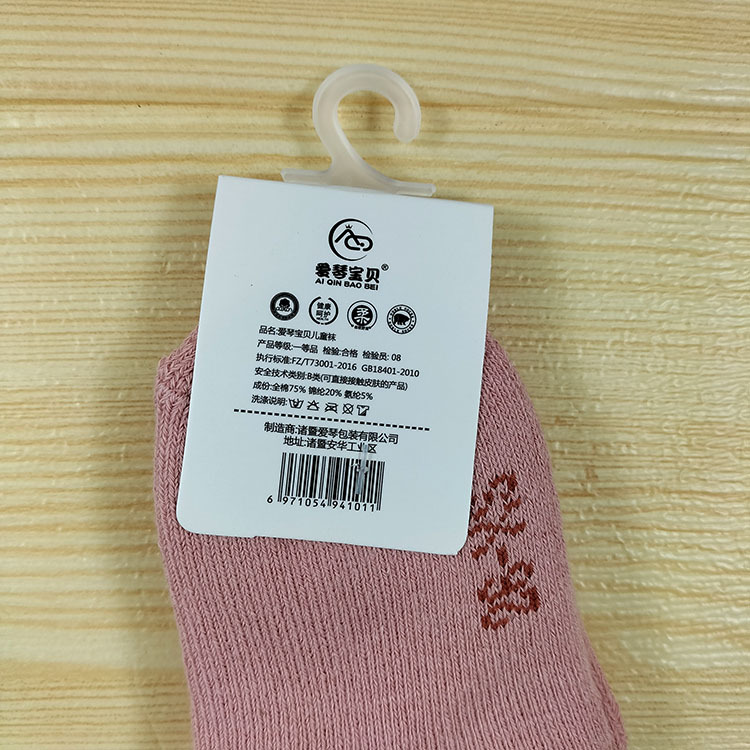 爱琴宝贝®
AI QIN BAO BEI
健康
呵护
柔
品名:爱琴宝贝儿童袜
产品等级:一等品 检验:合格 检验员: 08
执行标准:FZ/T73001-2016 GB18401-2010
安全技术类别:B类(可直接接触皮肤的产品)
成份:全棉75% 锦纶20% 氨纶5%
洗涤说明:
制造商:诸暨爱琴包装有限公司
地址:诸暨安华工业区
6 971054 941011